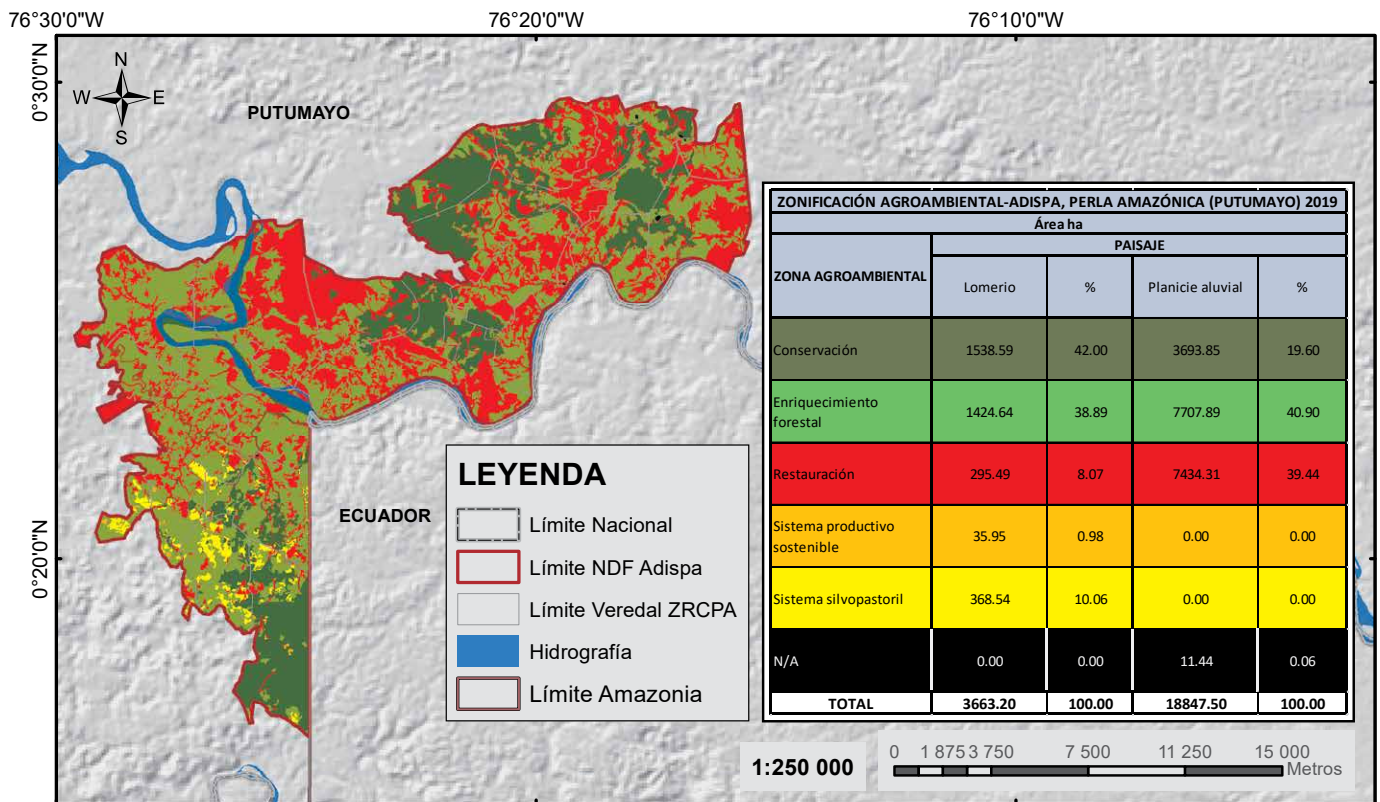 76°30'0"W 76°20'0"W 76°10'0"W
0°30'0"N
0°20'0"N
N
W E
S
PUTUMAYO
ECUADOR
ZONIFICACIÓN AGROAMBIENTAL-ADISPA, PERLA AMAZÓNICA (PUTUMAYO) 2019
Área ha
ZONA AGROAMBIENTAL
PAISAJE
Lomerio % Planicie aluvial %
Conservación 1538.59 42.00 3693.85 19.60
Enriquecimiento
forestal 1424.64 38.89 7707.89 40.90
Restauración 295.49 8.07 7434.31 39.44
Sistema productivo
sostenible 35.95 0.98 0.00 0.00
Sistema silvopastoril 368.54 10.06 0.00 0.00
N/A 0.00 0.00 11.44 0.06
TOTAL 3663.20 100.00 18847.50 100.00
LEYENDA
Límite Nacional
Límite NDF Adispa
Límite Veredal ZRCPA
Hidrografía
Límite Amazonia
1:250 000
0 1 875 3 750 7 500 11 250 15 000
Metros